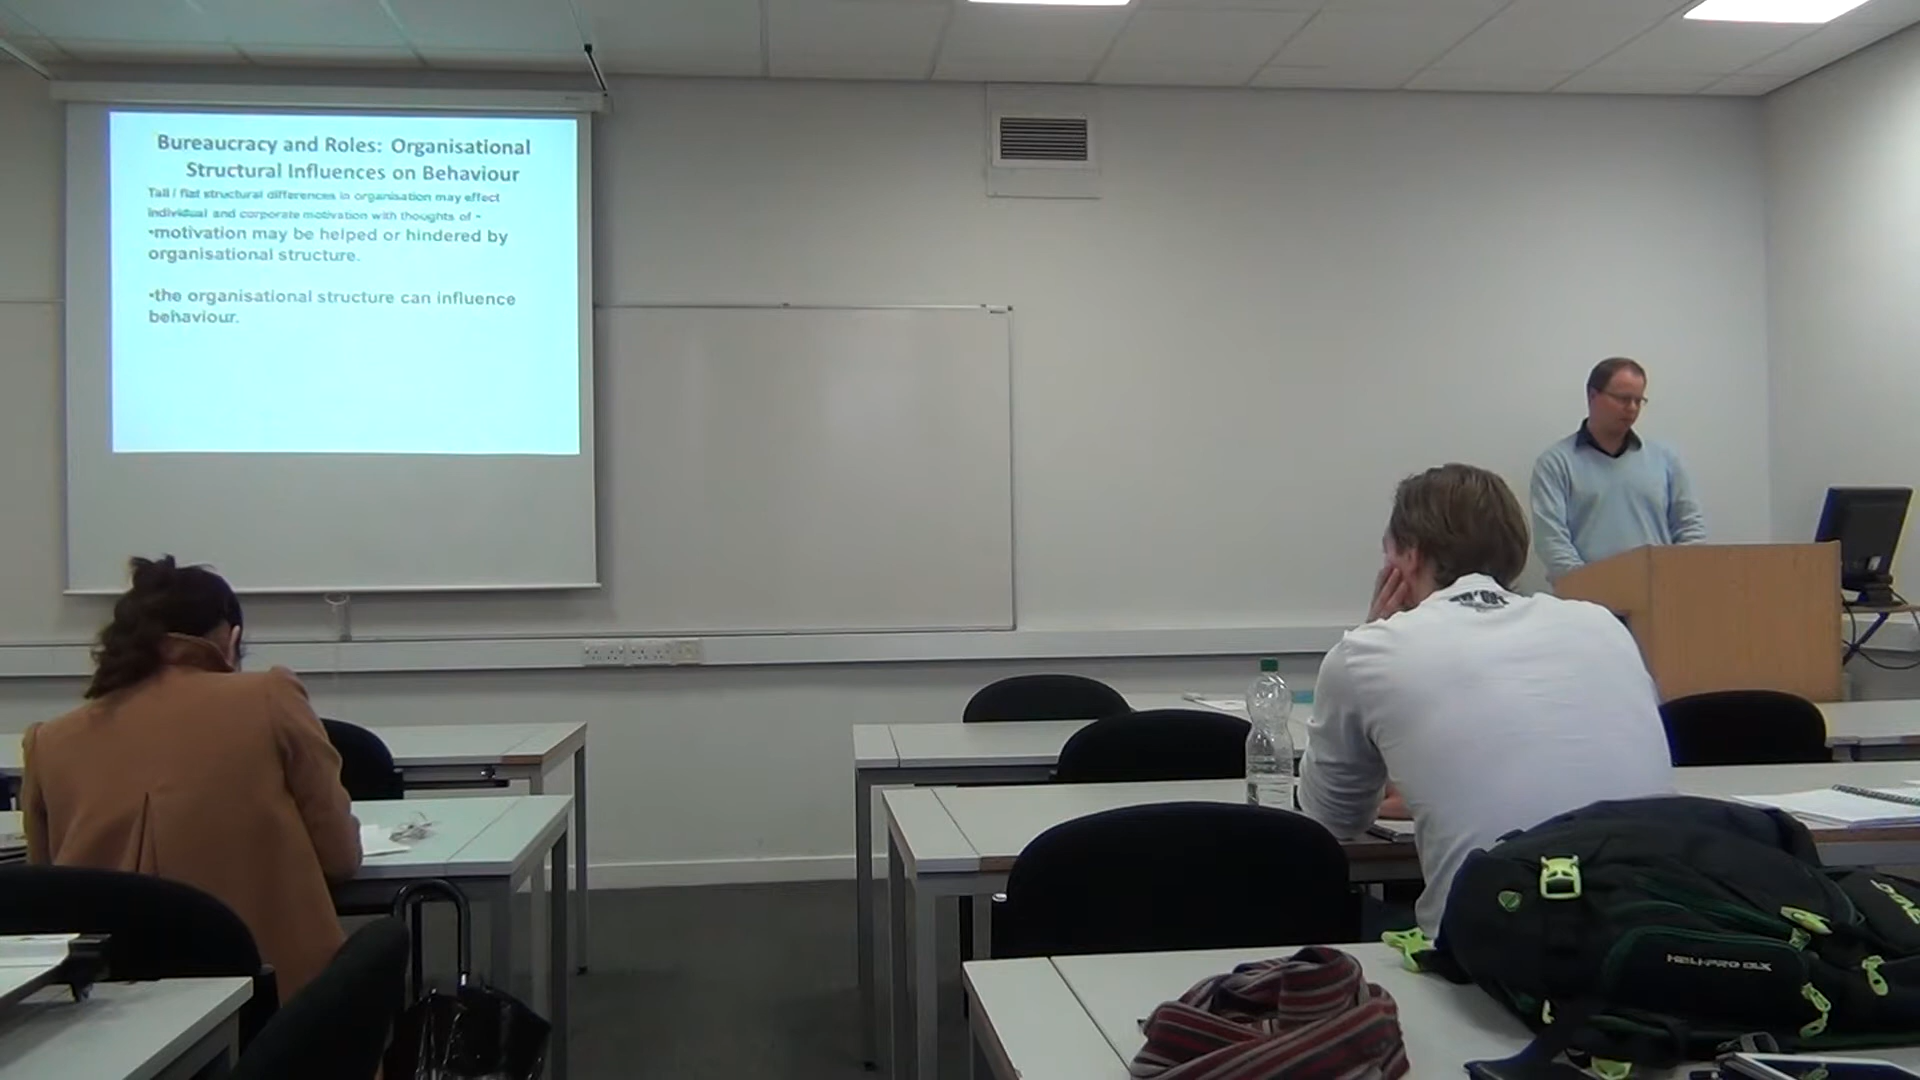 Bureaucracy and Roles: Organisational
Structural Influences on Behaviour
Tall / flat structural differences in organisation may effect
individual and corporate motivation with thoughts of -
•motivation may be helped or hindered by
organisational structure.
•the organisational structure can influence
behaviour.
HELI-PRO DLX